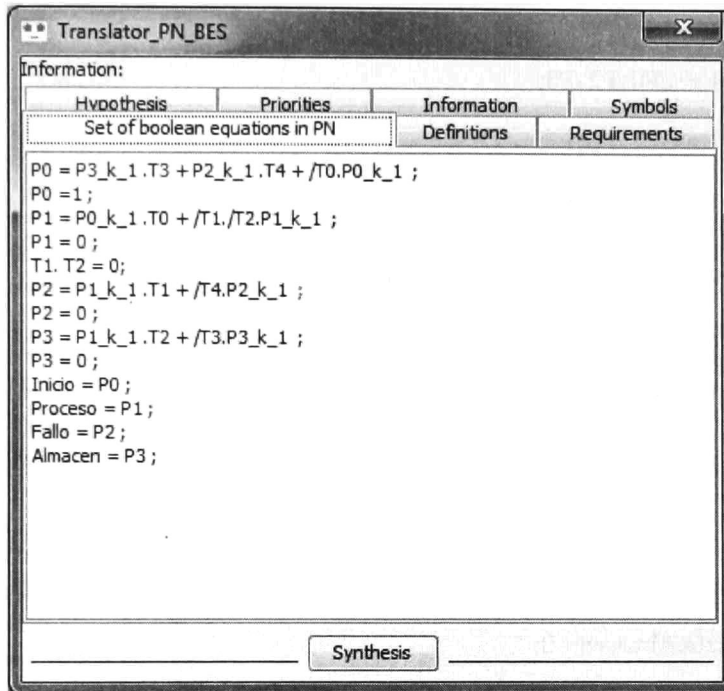 Translator_PN_BES
X
Information:
Hypothesis Priorities Information Symbols
Set of boolean equations in PN Definitions Requirements
P0 = P3_k_1 .T3 + P2_k_1 .T4 + /T0.P0_k_1 ;
P0 =1 ;
P1 = P0_k_1 .T0 + /T1./T2.P1_k_1 ;
P1 = 0 ;
T1. T2 = 0;
P2 = P1_k_1 .T1 + /T4.P2_k_1 ;
P2 = 0 ;
P3 = P1_k_1 .T2 + /T3.P3_k_1 ;
P3 = 0 ;
Inicio = P0 ;
Proceso = P1 ;
Fallo = P2 ;
Almacen = P3 ;
Synthesis